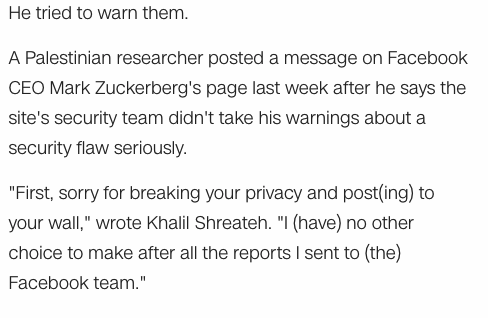 He tried to warn them.
A Palestinian researcher posted a message on Facebook
CEO Mark Zuckerberg's page last week after he says the
site's security team didn't take his warnings about a
security flaw seriously.
"First, sorry for breaking your privacy and post(ing) to
your wall," wrote Khalil Shreateh. "I (have) no other
choice to make after all the reports I sent to (the)
Facebook team."